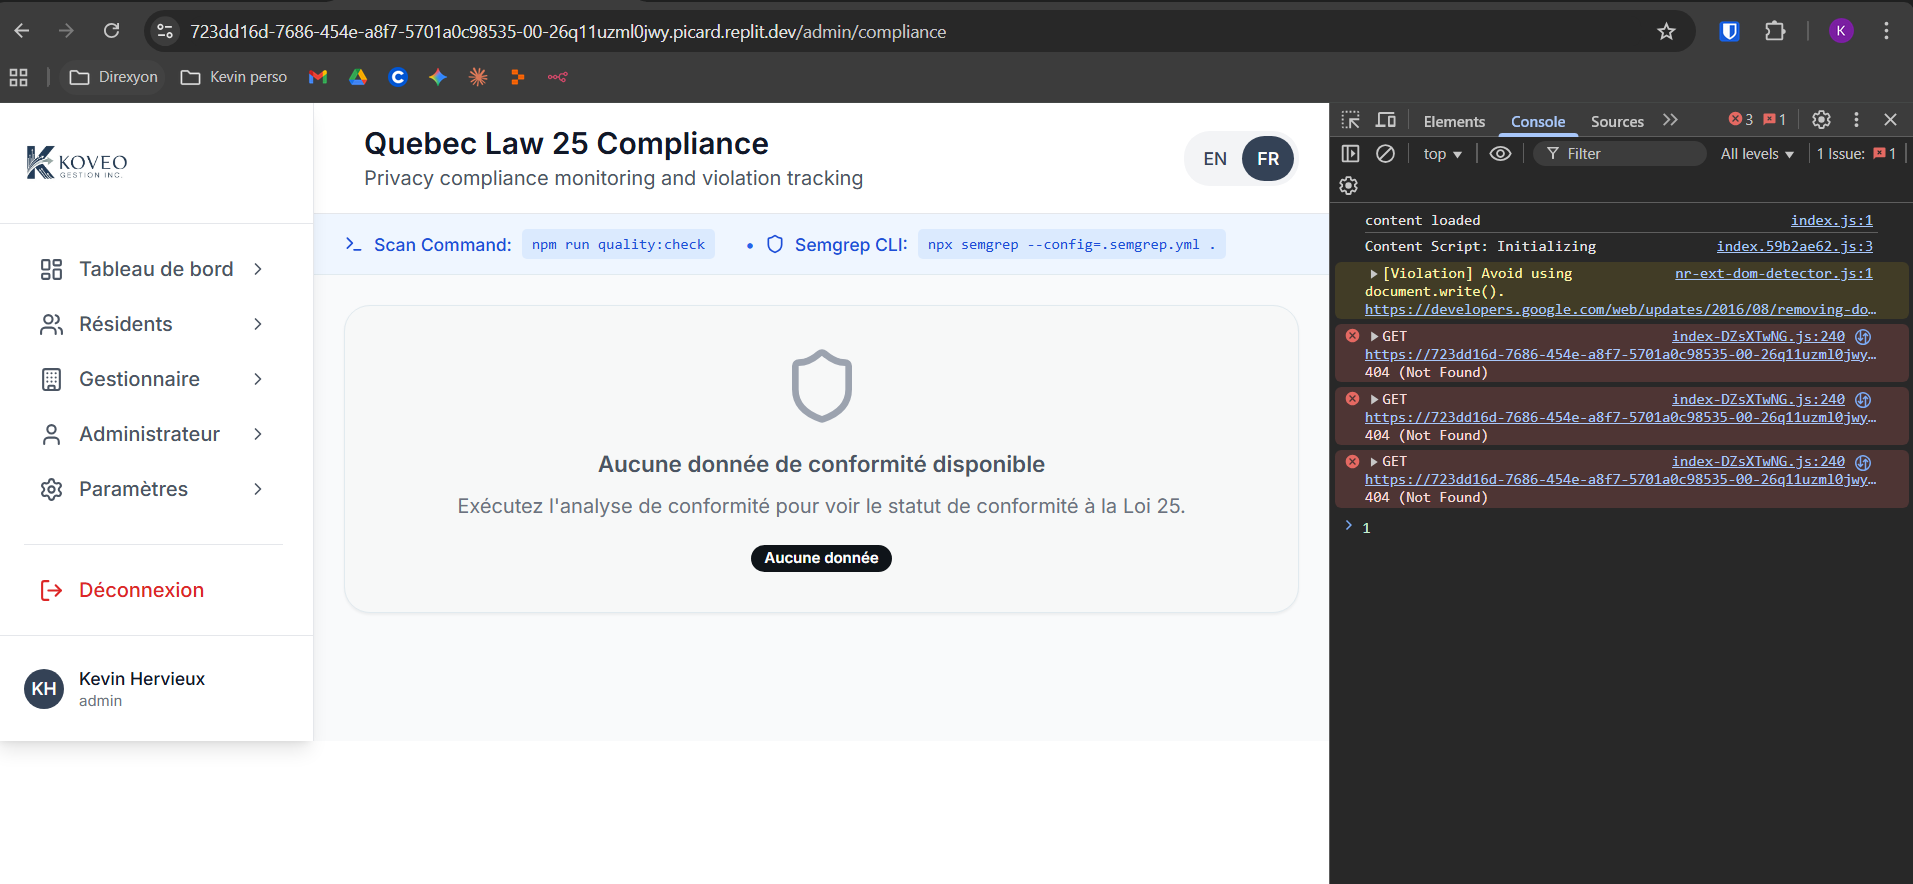 723dd16d-7686-454e-a8f7-5701a0c98535-00-26q11uzml0jwy.picard.replit.dev/admin/compliance
K
Direxyon
Kevin perso
C
KOVEO
GESTION INC.
Quebec Law 25 Compliance
Privacy compliance monitoring and violation tracking
EN FR
Scan Command: npm run quality:check • Semgrep CLI: npx semgrep --config=.semgrep.yml .
Tableau de bord
Résidents
Gestionnaire
Administrateur
Paramètres
Déconnexion
KH
Kevin Hervieux
admin
Aucune donnée de conformité disponible
Exécutez l'analyse de conformité pour voir le statut de conformité à la Loi 25.
Aucune donnée
Elements Console Sources 3 1
top Filter All levels 1 Issue: 1
content loaded index.js:1
Content Script: Initializing index.59b2ae62.js:3
[Violation] Avoid using nr-ext-dom-detector.js:1
document.write().
https://developers.google.com/web/updates/2016/08/removing-do…
GET index-DZsXTwNG.js:240
https://723dd16d-7686-454e-a8f7-5701a0c98535-00-26q11uzml0jwy…
404 (Not Found)
GET index-DZsXTwNG.js:240
https://723dd16d-7686-454e-a8f7-5701a0c98535-00-26q11uzml0jwy…
404 (Not Found)
GET index-DZsXTwNG.js:240
https://723dd16d-7686-454e-a8f7-5701a0c98535-00-26q11uzml0jwy…
404 (Not Found)
1